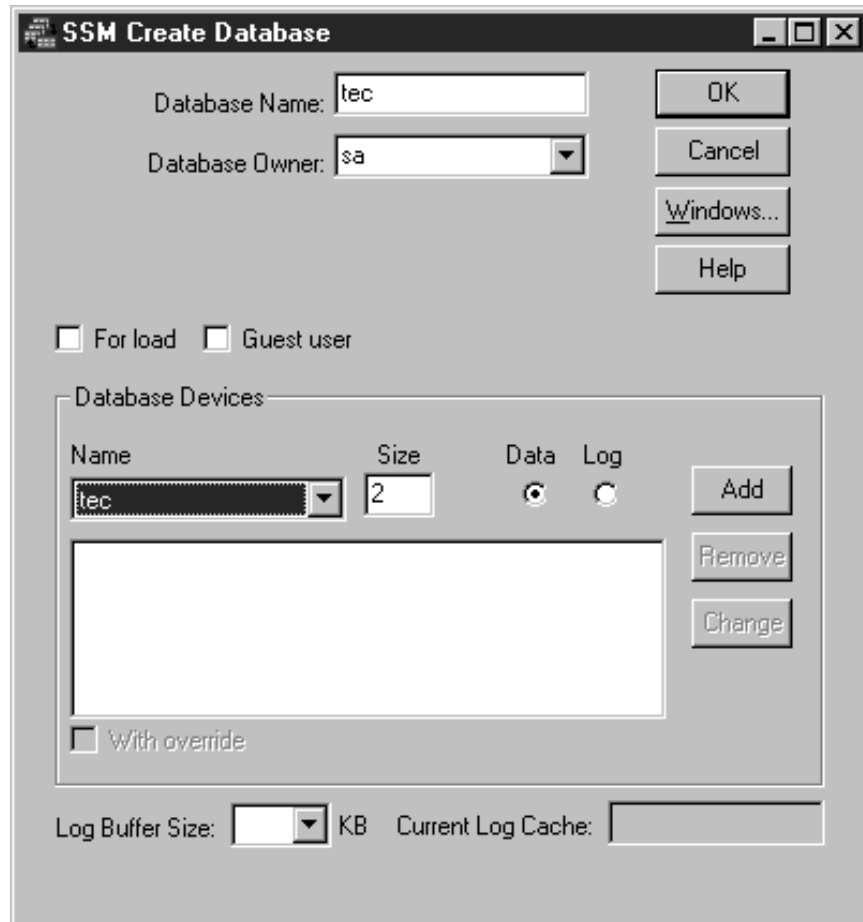 SSM Create Database
Database Name: tec
OK
Database Owner: sa
Cancel
Windows...
Help
For load Guest user
Database Devices
Name Size Data Log
tec 2 Add
Remove
Change
With override
Log Buffer Size: KB Current Log Cache: